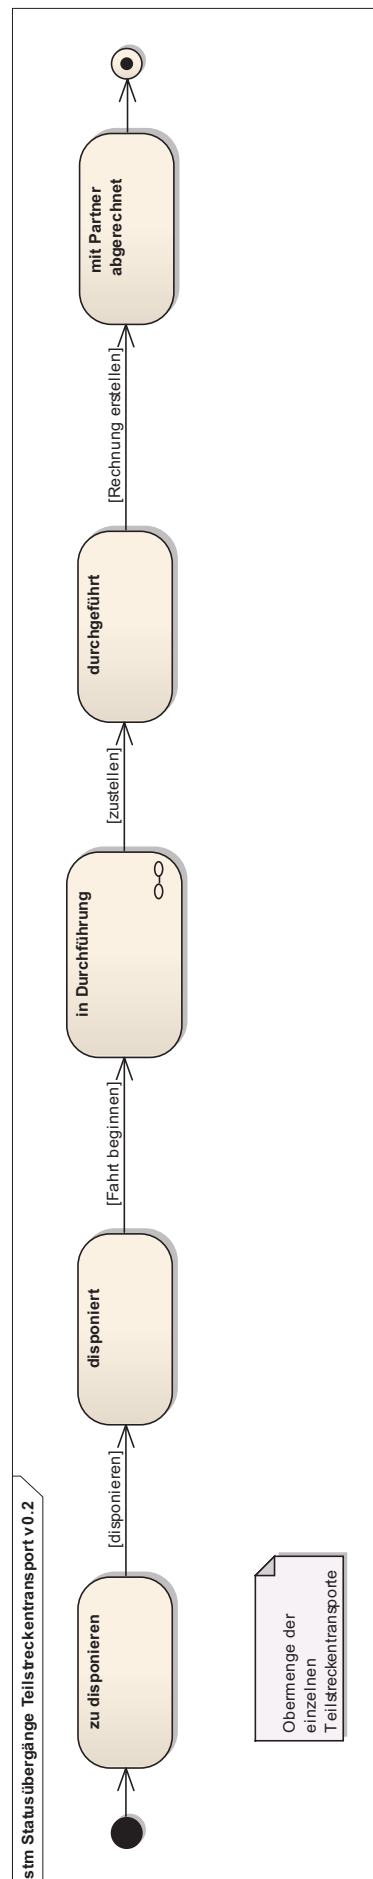 stm Statusübergänge Teilstreckentransport v0.2
zu disponieren
[disponieren]
disponiert
[Fahrt beginnen]
in Durchführung
[zustellen]
durchgeführt
[Rechnung erstellen]
mit Partner
abgerechnet
Obermenge der
einzelnen
Teilstreckentransporte